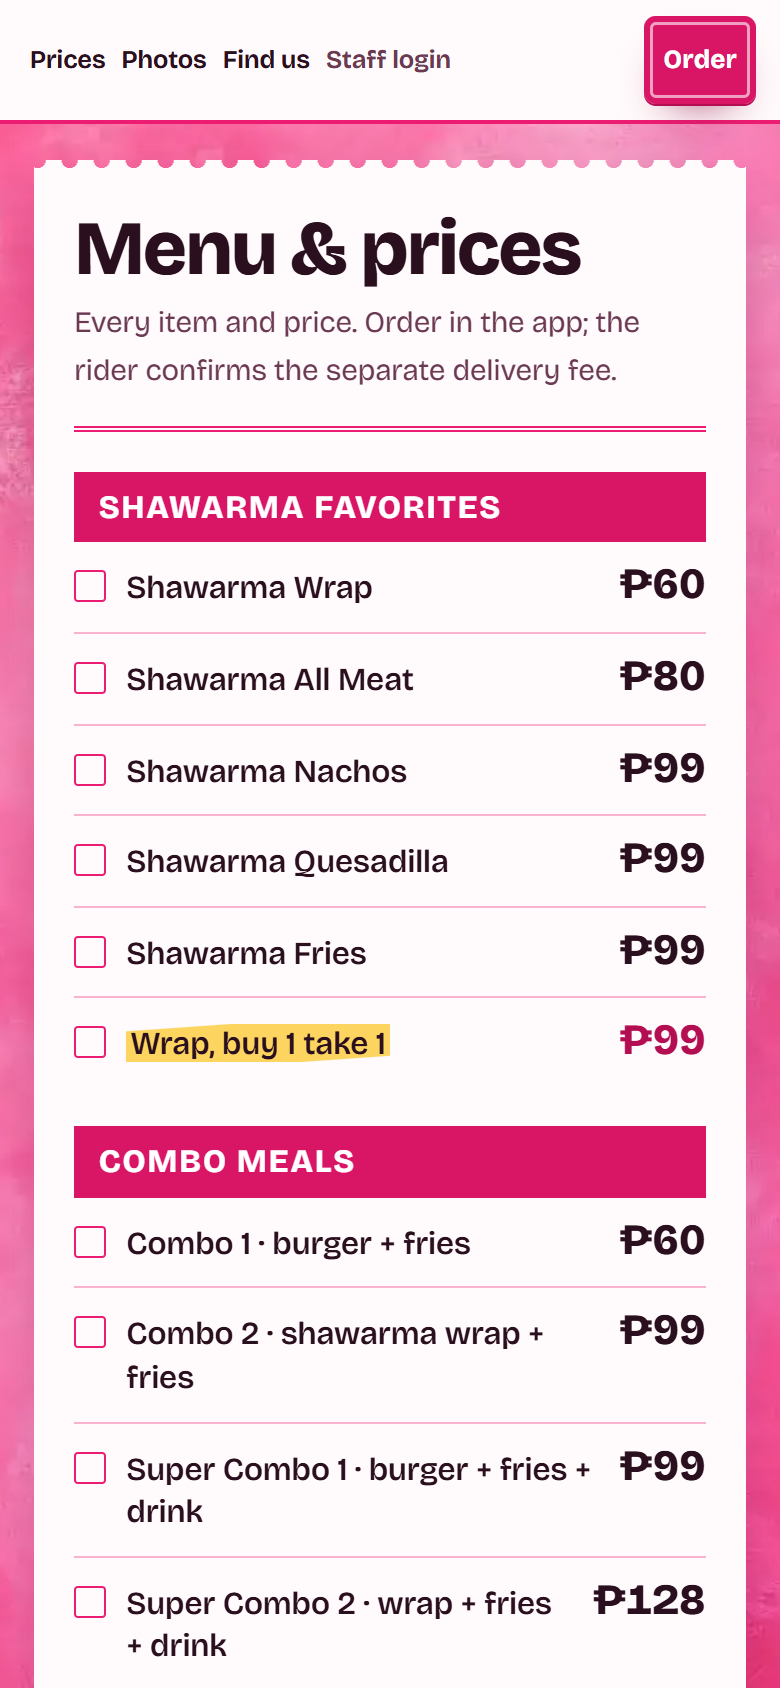 Prices Photos Find us Staff login
Order
Menu & prices
Every item and price. Order in the app; the
rider confirms the separate delivery fee.
SHAWARMA FAVORITES
Shawarma Wrap ₱60
Shawarma All Meat ₱80
Shawarma Nachos ₱99
Shawarma Quesadilla ₱99
Shawarma Fries ₱99
Wrap, buy 1 take 1 ₱99
COMBO MEALS
Combo 1 · burger + fries ₱60
Combo 2 · shawarma wrap + ₱99
fries
Super Combo 1 · burger + fries + ₱99
drink
Super Combo 2 · wrap + fries ₱128
+ drink